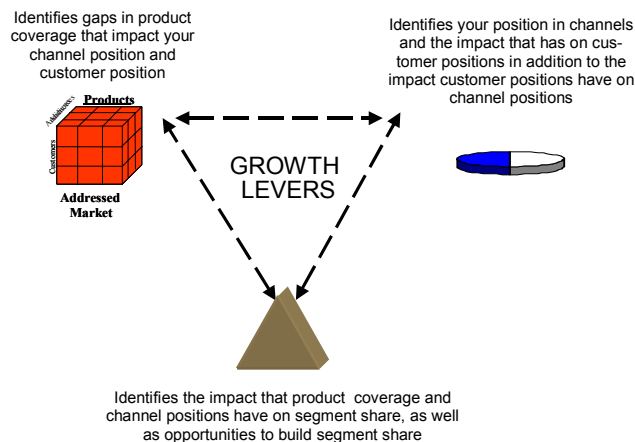 Identifies gaps in product
coverage that impact your
channel position and
customer position
Identifies your position in channels
and the impact that has on cus-
tomer positions in addition to the
impact customer positions have on
channel positions
Products
Customers
Addressed
Market
GROWTH
LEVERS
Identifies the impact that product coverage and
channel positions have on segment share, as well
as opportunities to build segment share